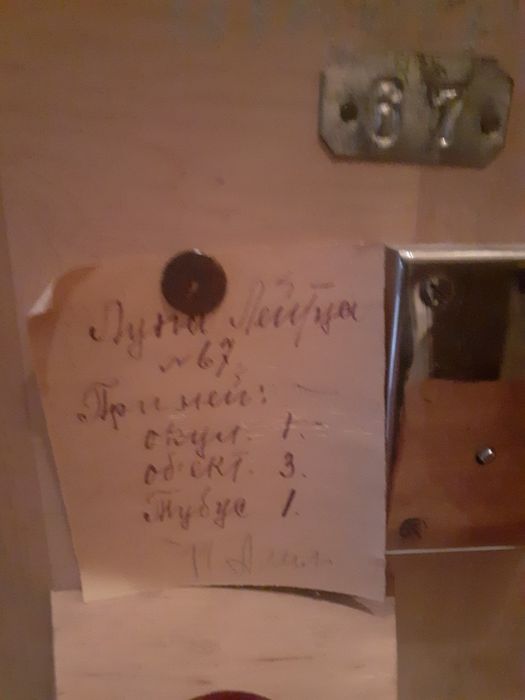 67
Лупа Лейтца
№67
При ней:
окул. 1.
объект. 3.
Тубус 1.